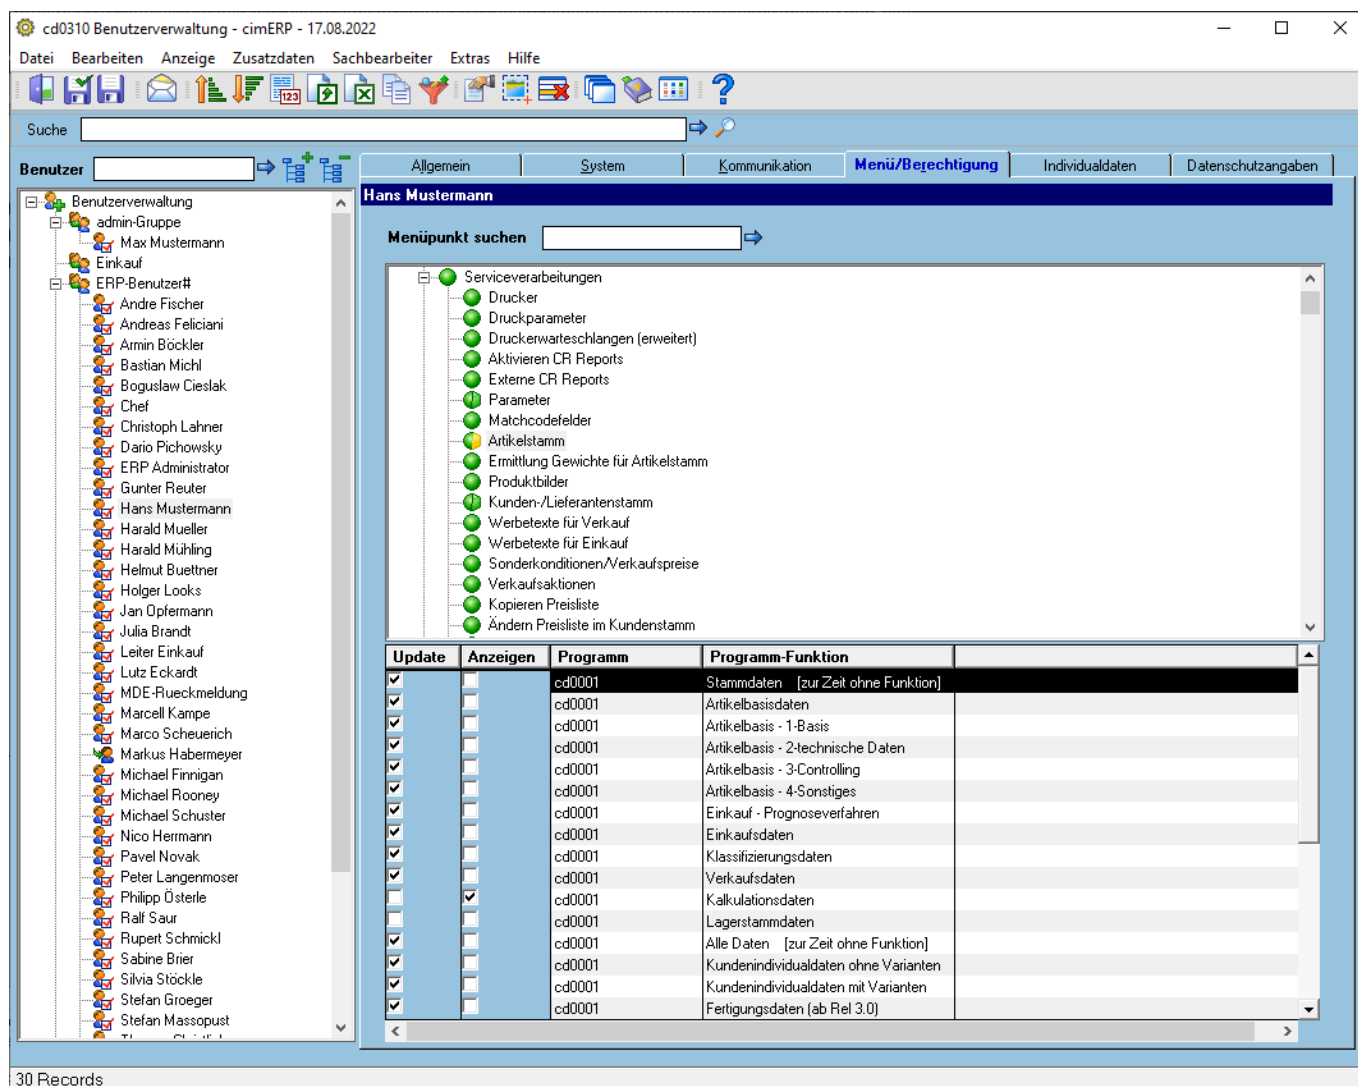 cd0310 Benutzerverwaltung - cimERP - 17.08.2022
Datei Bearbeiten Anzeige Zusatzdaten Sachbearbeiter Extras Hilfe
123
Suche
Benutzer
Benutzerverwaltung
admin-Gruppe
Max Mustermann
Einkauf
ERP-Benutzer#
Andre Fischer
Andreas Feliciani
Armin Böckler
Bastian Michl
Boguslaw Cieslak
Chef
Christoph Lahner
Dario Pichowsky
ERP Administrator
Gunter Reuter
Hans Mustermann
Harald Mueller
Harald Mühling
Helmut Buettner
Holger Looks
Jan Opfermann
Julia Brandt
Leiter Einkauf
Lutz Eckardt
MDE-Rueckmeldung
Marcell Kampe
Marco Scheuerich
Markus Habermeyer
Michael Finnigan
Michael Rooney
Michael Schuster
Nico Herrmann
Pavel Novak
Peter Langenmoser
Philipp Österle
Ralf Saur
Rupert Schmickl
Sabine Brier
Silvia Stöckle
Stefan Groeger
Stefan Massopust
Allgemein System Kommunikation Menü/Berechtigung Individualdaten Datenschutzangaben
Hans Mustermann
Menüpunkt suchen
Serviceverarbeitungen
Drucker
Druckparameter
Druckerwarteschlangen (erweitert)
Aktivieren CR Reports
Externe CR Reports
Parameter
Matchcodefelder
Artikelstamm
Ermittlung Gewichte für Artikelstamm
Produktbilder
Kunden-/Lieferantenstamm
Werbetexte für Verkauf
Werbetexte für Einkauf
Sonderkonditionen/Verkaufspreise
Verkaufsaktionen
Kopieren Preisliste
Ändern Preisliste im Kundenstamm
Update Anzeigen Programm Programm-Funktion
cd0001 Stammdaten [zur Zeit ohne Funktion]
cd0001 Artikelbasisdaten
cd0001 Artikelbasis - 1-Basis
cd0001 Artikelbasis - 2-technische Daten
cd0001 Artikelbasis - 3-Controlling
cd0001 Artikelbasis - 4-Sonstiges
cd0001 Einkauf - Prognoseverfahren
cd0001 Einkaufsdaten
cd0001 Klassifizierungsdaten
cd0001 Verkaufsdaten
cd0001 Kalkulationsdaten
cd0001 Lagerstammdaten
cd0001 Alle Daten [zur Zeit ohne Funktion]
cd0001 Kundenindividualdaten ohne Varianten
cd0001 Kundenindividualdaten mit Varianten
cd0001 Fertigungsdaten (ab Rel 3.0)
30 Records